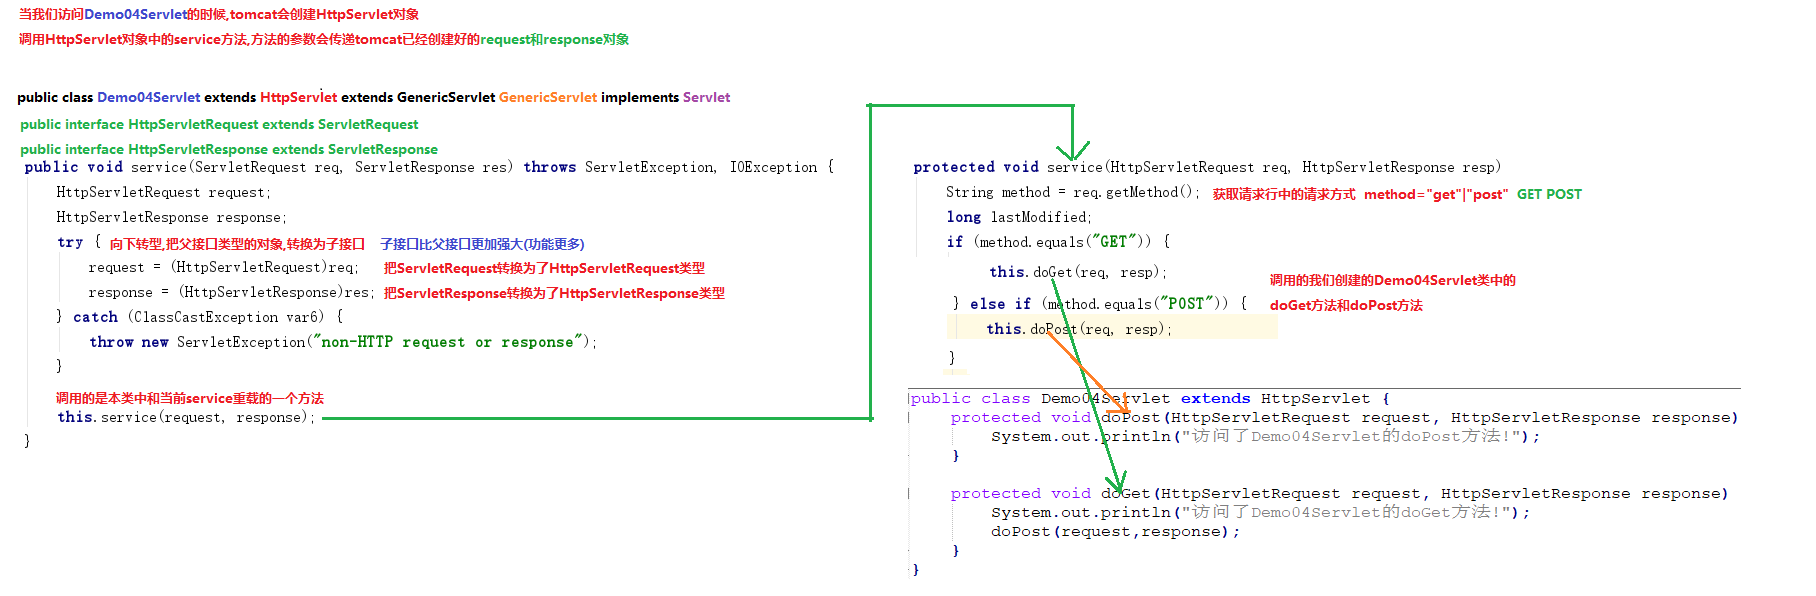 当我们访问Demo04Servlet的时候,tomcat会创建HttpServlet对象
调用HttpServlet对象中的service方法,方法的参数会传递tomcat已经创建好的request和response对象
public class Demo04Servlet extends HttpServlet extends GenericServlet GenericServlet implements Servlet
public interface HttpServletRequest extends ServletRequest
public interface HttpServletResponse extends ServletResponse
public void service(ServletRequest req, ServletResponse res) throws ServletException, IOException {
HttpServletRequest request;
HttpServletResponse response;
try { 向下转型,把父接口类型的对象,转换为子接口 子接口比父接口更加强大(功能更多)
request = (HttpServletRequest)req; 把ServletRequest转换为了HttpServletRequest类型
response = (HttpServletResponse)res; 把ServletResponse转换为了HttpServletResponse类型
} catch (ClassCastException var6) {
throw new ServletException("non-HTTP request or response");
}
调用的是本类中和当前service重载的一个方法
this.service(request, response);
}
protected void service(HttpServletRequest req, HttpServletResponse resp)
String method = req.getMethod(); 获取请求行中的请求方式 method="get"|"post" GET POST
long lastModified;
if (method.equals("GET")) {
this.doGet(req, resp);
调用的我们创建的Demo04Servlet类中的
} else if (method.equals("POST")) {
doGet方法和doPost方法
this.doPost(req, resp);
}
public class Demo04Servlet extends HttpServlet {
protected void doPost(HttpServletRequest request, HttpServletResponse response)
System.out.println("访问了Demo04Servlet的doPost方法!");
}
protected void doGet(HttpServletRequest request, HttpServletResponse response)
System.out.println("访问了Demo04Servlet的doGet方法!");
doPost(request,response);
}
}